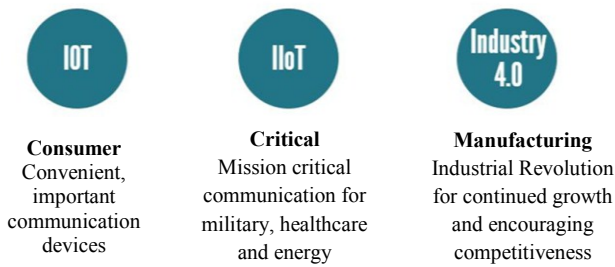 IOT
Consumer
Convenient,
important
communication
devices
IIoT
Critical
Mission critical
communication for
military, healthcare
and energy
Industry
4.0
Manufacturing
Industrial Revolution
for continued growth
and encouraging
competitiveness